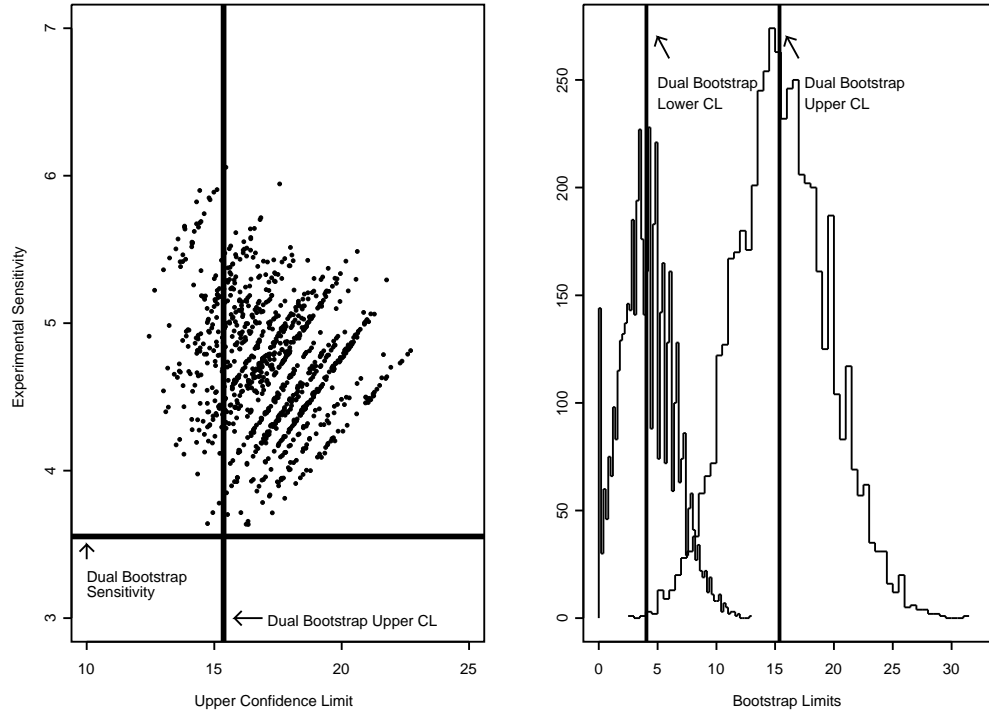 7
6
5
4
3
Experimental Sensitivity
Dual Bootstrap
Sensitivity
Dual Bootstrap Upper CL
10 15 20 25
Upper Confidence Limit
250
200
150
100
50
0
Dual Bootstrap
Lower CL
Dual Bootstrap
Upper CL
0 5 10 15 20 25 30
Bootstrap Limits